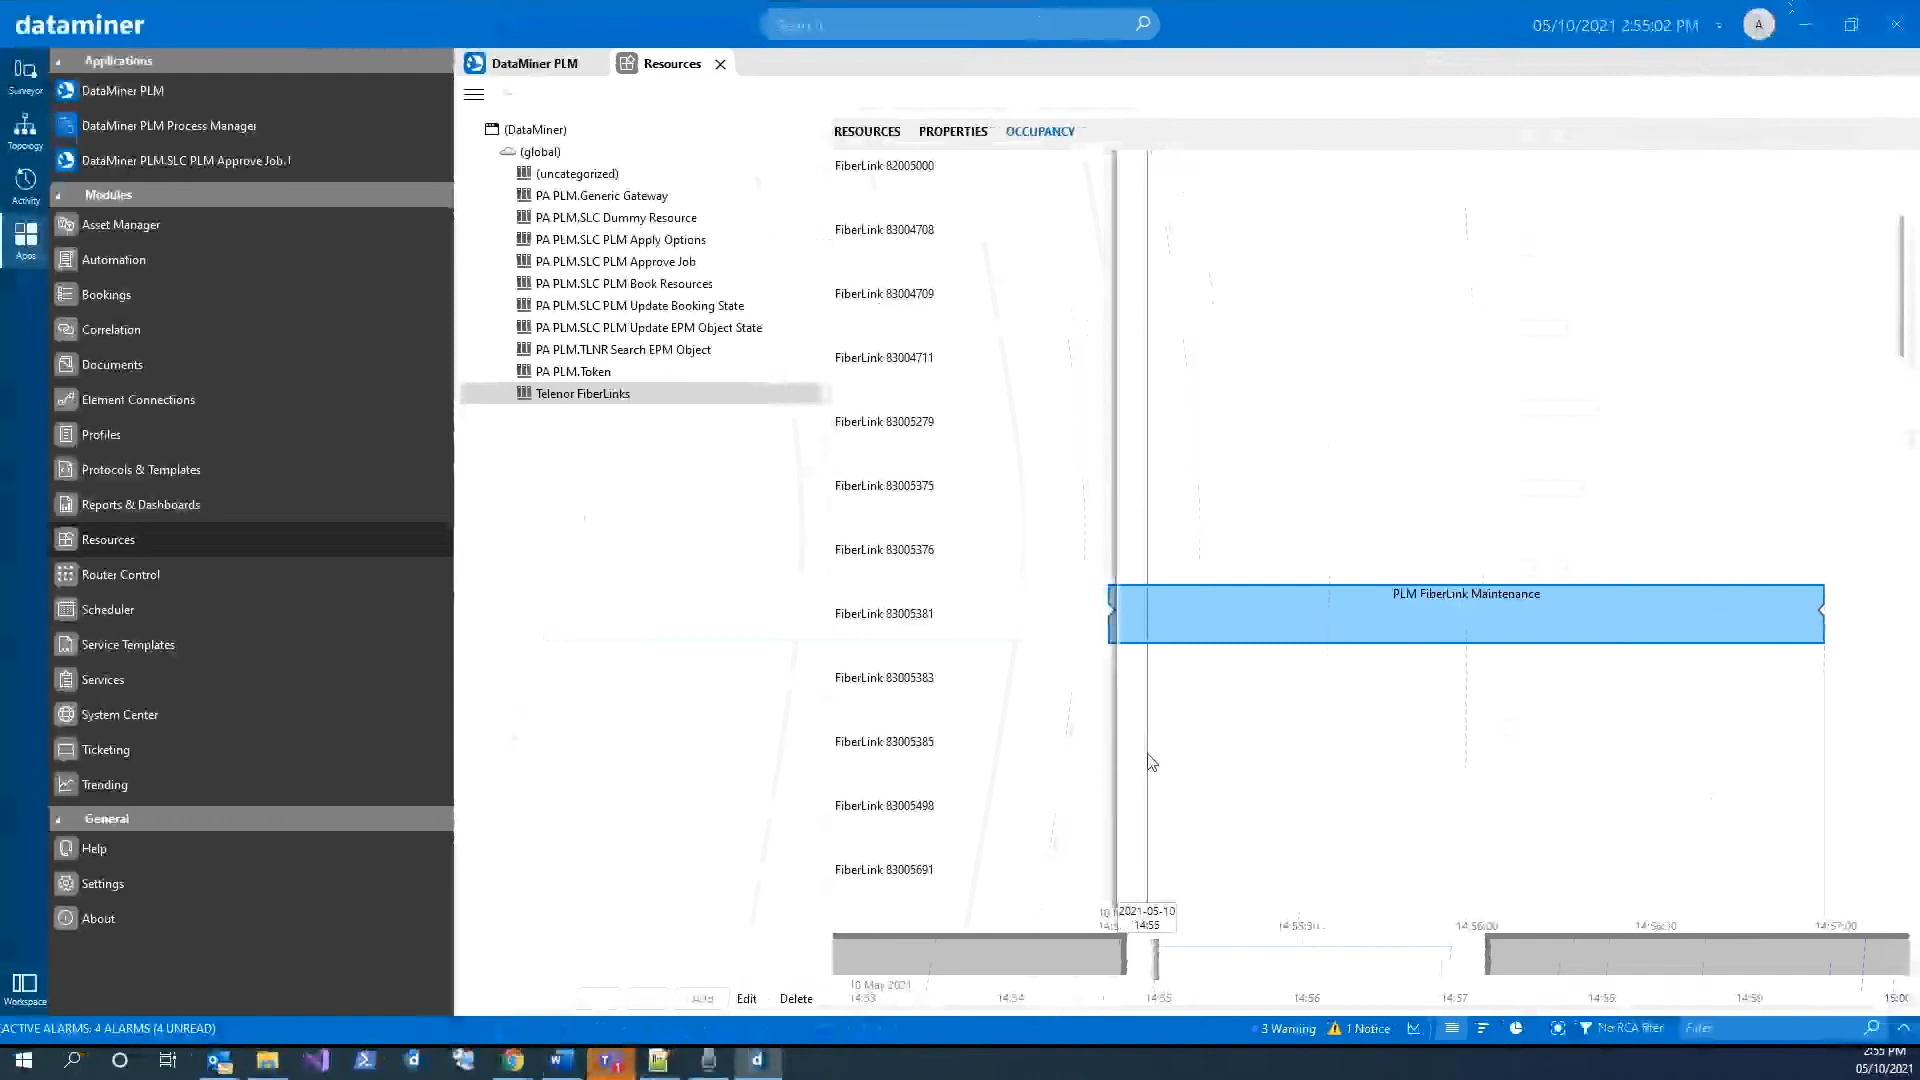 dataminer
05/10/2021 2:55:02 PM
A
Surveyor
Topology
Activity
Apps
Workspace
Applications
DataMiner PLM
DataMiner PLM Process Manager
DataMiner PLM.SLC PLM Approve Job.!
Modules
Asset Manager
Automation
Bookings
Correlation
Documents
Element Connections
Profiles
Protocols & Templates
Reports & Dashboards
Resources
Router Control
Scheduler
Service Templates
Services
System Center
Ticketing
Trending
General
Help
Settings
About
DataMiner PLM
Resources
(DataMiner)
(global)
(uncategorized)
PA PLM.Generic Gateway
PA PLM.SLC Dummy Resource
PA PLM.SLC PLM Apply Options
PA PLM.SLC PLM Approve Job
PA PLM.SLC PLM Book Resources
PA PLM.SLC PLM Update Booking State
PA PLM.SLC PLM Update EPM Object State
PA PLM.TLNR Search EPM Object
PA PLM.Token
Telenor FiberLinks
RESOURCES PROPERTIES OCCUPANCY
FiberLink 82005000
FiberLink 83004708
FiberLink 83004709
FiberLink 83004711
FiberLink 83005279
FiberLink 83005375
FiberLink 83005376
FiberLink 83005381
PLM FiberLink Maintenance
FiberLink 83005383
FiberLink 83005385
FiberLink 83005498
FiberLink 83005691
2021-05-10
14:55
14:56:00
14:57:00
10 May 2021
14:53 14:54 14:55 14:56 14:57 14:58 14:59 15:00
Edit Delete
ACTIVE ALARMS: 4 ALARMS (4 UNREAD)
3 Warning 1 Notice
No RCA filter
Filter
2:55 PM
05/10/2021